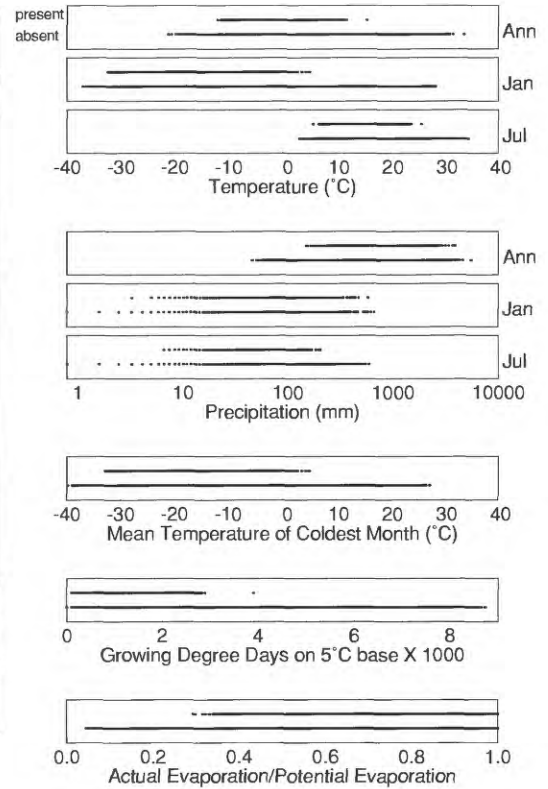 present
absent
Ann
Jan
Jul
-40 -30 -20 -10 0 10 20 30 40
Temperature (˚C)
Ann
Jan
Jul
1 10 100 1000 10000
Precipitation (mm)
-40 -30 -20 -10 0 10 20 30 40
Mean Temperature of Coldest Month (˚C)
0 2 4 6 8
Growing Degree Days on 5˚C base X 1000
0.0 0.2 0.4 0.6 0.8 1.0
Actual Evaporation/Potential Evaporation